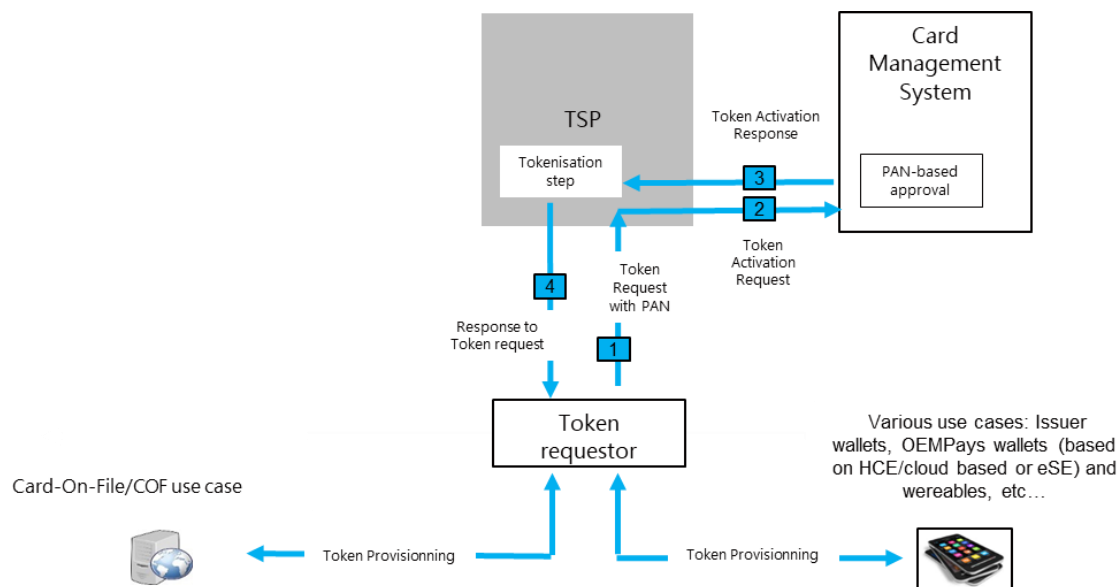 Card
Management
System
TSP
Token Activation
Response
Tokenisation
step
3
PAN-based
approval
2
Token
Activation
Request
Token
Request
with PAN
4
Response to
Token request
1
Token
requestor
Various use cases: Issuer
wallets, OEMPays wallets (based
on HCE/cloud based or eSE) and
wereables, etc…
Card-On-File/COF use case
Token Provisionning
Token Provisionning